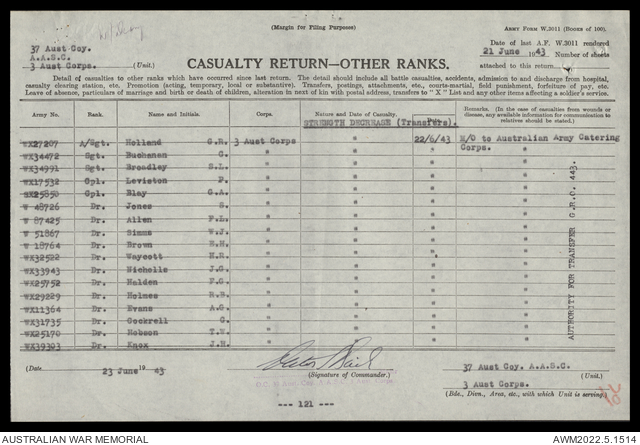 (Margin for Filing Purposes)
ARMY FORM W.3011 (BOOKS OF 100).
37 Aust Coy.
A.A.S.C.
3 Aust Corps. (Unit.)
Date of last A.F. W.3011 rendered
21 June 1943 Number of sheets
attached to this return
CASUALTY RETURN—OTHER RANKS.
Detail of casualties to other ranks which have occurred since last return. The detail should include all battle casualties, accidents, admission to and discharge from hospital,
casualty clearing station, etc. Promotion (acting, temporary, local or substantive). Transfers, postings, attachments, etc., courts-martial, field punishment, forfeiture of pay, etc.
Leave of absence, particulars of marriage and birth or death of children, alteration in next of kin with postal address, transfers to "X" List and any other items affecting a soldier's service.
Army No. Rank. Name and Initials. Corps. Nature and Date of Casualty. Remarks. (In the case of casualties from wounds or disease, any available information for communication to relatives should be stated.)
STRENGTH DECREASE (Transfers).
WX27207 A/Sgt. Holland G.R. 3 Aust Corps " 22/6/43 M/O to Australian Army Catering
WX34472 Sgt. Buchanan G. " " " Corps. "
WX34991 Sgt. Broadley S.L. " " " "
WX17532 Cpl. Leviston P. " " " "
Cpl. Blay G.A. " " " "
W 48726 Dr. Jones S. " " " "
W 87425 Dr. Allen F.L. " " " "
W 51867 Dr. Simms W.J. " " " "
W 18764 Dr. Brown H.H. " " " "
WX32522 Dr. Waycott H.R. " " " "
WX33943 Dr. Nicholls J.G. " " " "
WX25752 Dr. Halden F.G. " " " "
WX29229 Dr. Holmes R.B. " " " "
WX11364 Dr. Evans A.G. " " " "
WX31735 Dr. Cockrell G. " " " "
WX25170 Dr. Hobson T.W. " " " "
WX39303 Dr. Knox J.H. " " " "
AUTHORITY FOR TRANSFER G.R.C. 443.
(Date 23 June 1943
(Signature of Commander.)
37 Aust Coy. A.A.S.C.
(Unit.)
3 Aust Corps.
(Bde., Divn., Area, etc., with which Unit is serving.)
--- 121 ---
AUSTRALIAN WAR MEMORIAL
AWM2022.5.1514